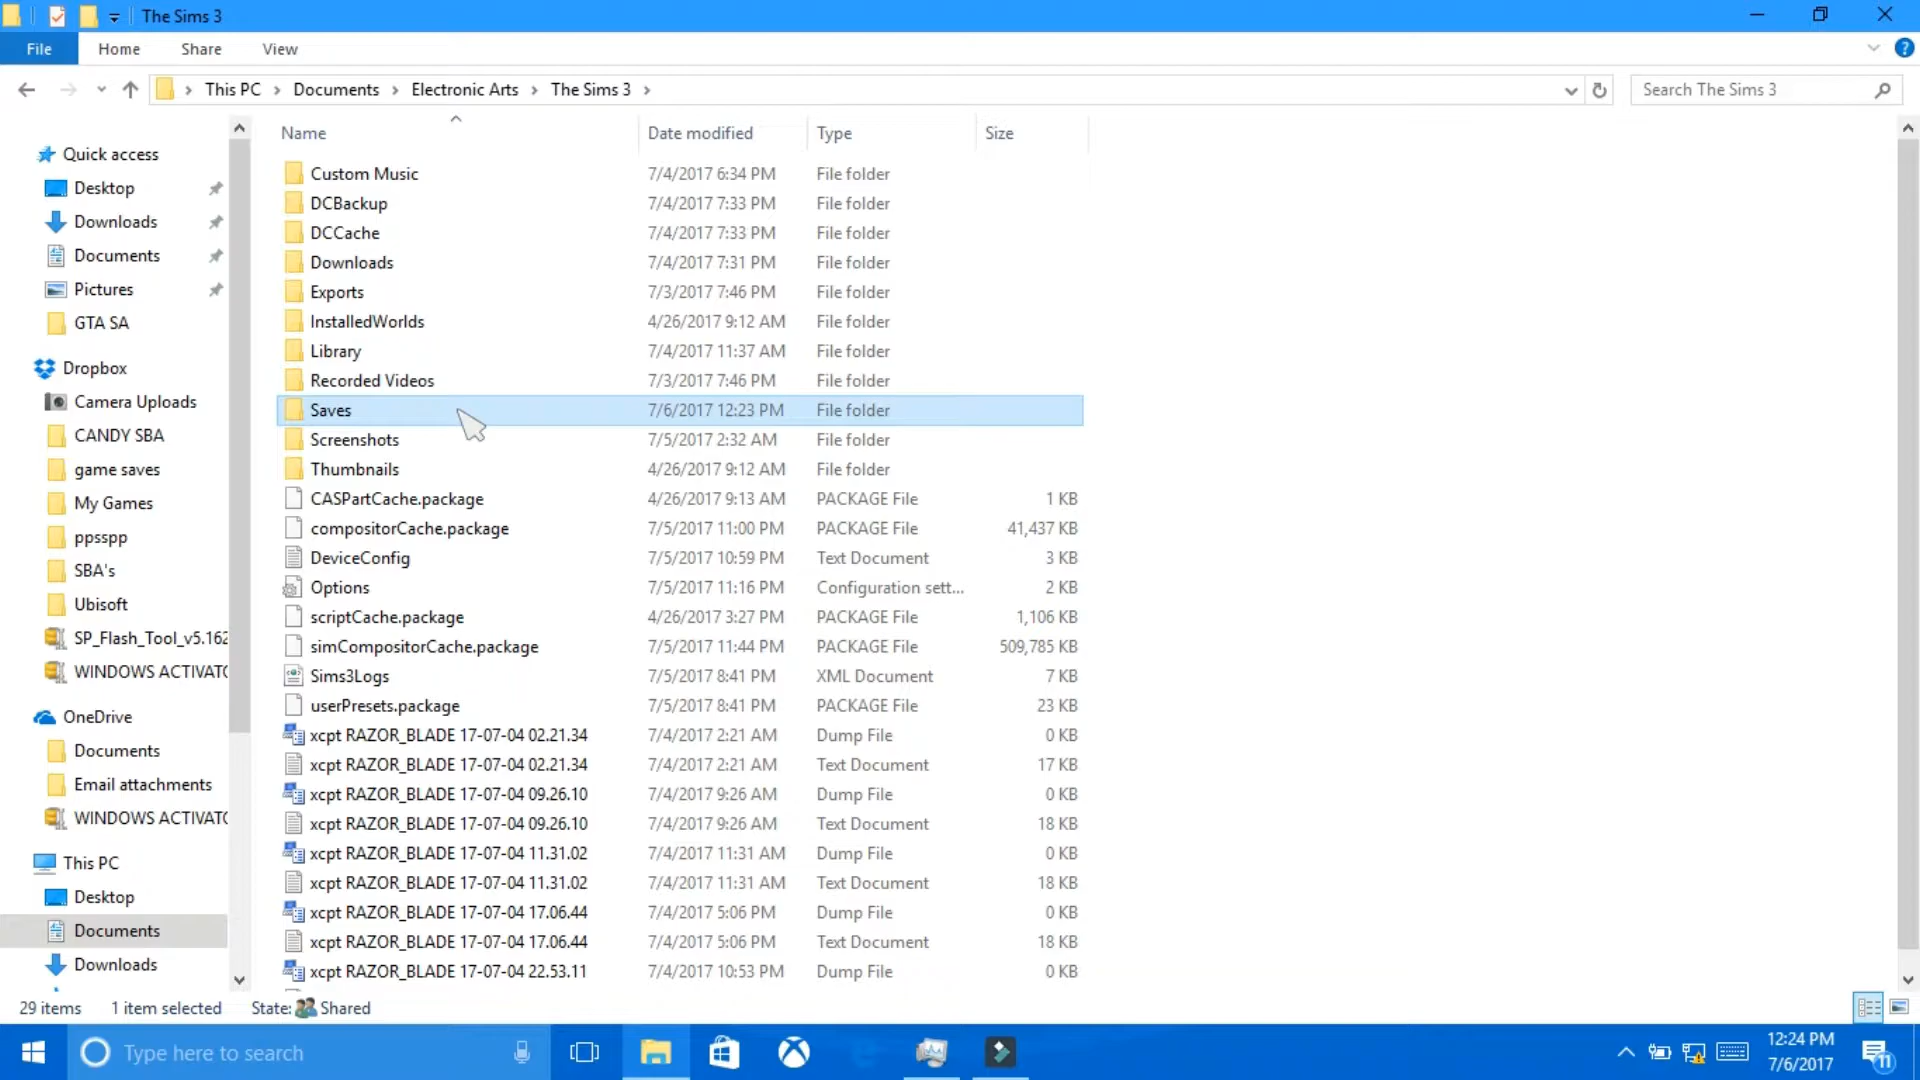 The Sims 3
File Home Share View
This PC Documents Electronic Arts The Sims 3
Search The Sims 3
Quick access
Desktop
Downloads
Documents
Pictures
GTA SA
Dropbox
Camera Uploads
CANDY SBA
game saves
My Games
ppsspp
SBA's
Ubisoft
SP_Flash_Tool_v5.162
WINDOWS ACTIVATO
OneDrive
Documents
Email attachments
WINDOWS ACTIVATO
This PC
Desktop
Documents
Downloads
Name Date modified Type Size
Custom Music 7/4/2017 6:34 PM File folder
DCBackup 7/4/2017 7:33 PM File folder
DCCache 7/4/2017 7:33 PM File folder
Downloads 7/4/2017 7:31 PM File folder
Exports 7/3/2017 7:46 PM File folder
InstalledWorlds 4/26/2017 9:12 AM File folder
Library 7/4/2017 11:37 AM File folder
Recorded Videos 7/3/2017 7:46 PM File folder
Saves 7/6/2017 12:23 PM File folder
Screenshots 7/5/2017 2:32 AM File folder
Thumbnails 4/26/2017 9:12 AM File folder
CASPartCache.package 4/26/2017 9:13 AM PACKAGE File 1 KB
compositorCache.package 7/5/2017 11:00 PM PACKAGE File 41,437 KB
DeviceConfig 7/5/2017 10:59 PM Text Document 3 KB
Options 7/5/2017 11:16 PM Configuration sett... 2 KB
scriptCache.package 4/26/2017 3:27 PM PACKAGE File 1,106 KB
simCompositorCache.package 7/5/2017 11:44 PM PACKAGE File 509,785 KB
Sims3Logs 7/5/2017 8:41 PM XML Document 7 KB
userPresets.package 7/5/2017 8:41 PM PACKAGE File 23 KB
xcpt RAZOR_BLADE 17-07-04 02.21.34 7/4/2017 2:21 AM Dump File 0 KB
xcpt RAZOR_BLADE 17-07-04 02.21.34 7/4/2017 2:21 AM Text Document 17 KB
xcpt RAZOR_BLADE 17-07-04 09.26.10 7/4/2017 9:26 AM Dump File 0 KB
xcpt RAZOR_BLADE 17-07-04 09.26.10 7/4/2017 9:26 AM Text Document 18 KB
xcpt RAZOR_BLADE 17-07-04 11.31.02 7/4/2017 11:31 AM Dump File 0 KB
xcpt RAZOR_BLADE 17-07-04 11.31.02 7/4/2017 11:31 AM Text Document 18 KB
xcpt RAZOR_BLADE 17-07-04 17.06.44 7/4/2017 5:06 PM Dump File 0 KB
xcpt RAZOR_BLADE 17-07-04 17.06.44 7/4/2017 5:06 PM Text Document 18 KB
xcpt RAZOR_BLADE 17-07-04 22.53.11 7/4/2017 10:53 PM Dump File 0 KB
29 items 1 item selected State: Shared
Type here to search
12:24 PM
7/6/2017
11